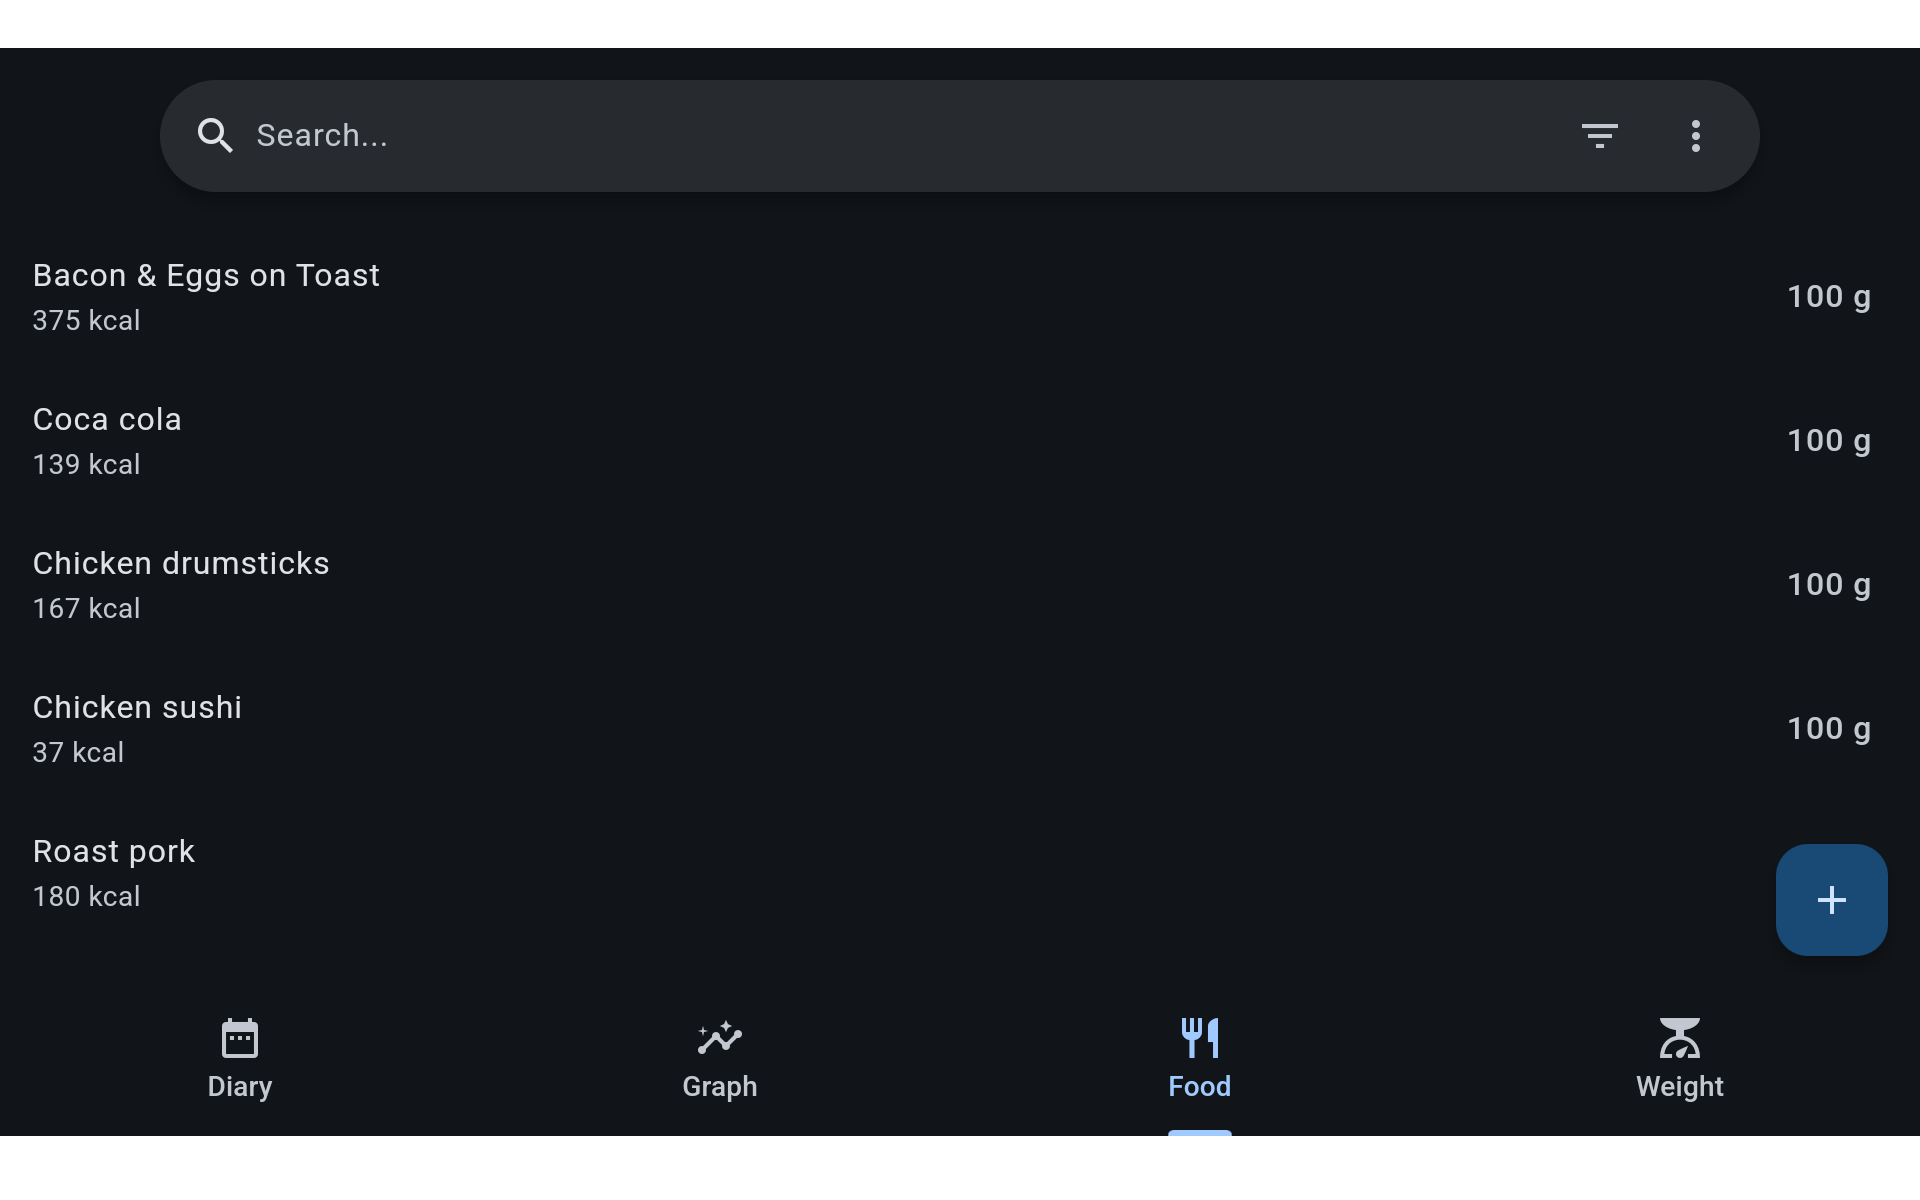 Search...
Bacon & Eggs on Toast
375 kcal
100 g
Coca cola
139 kcal
100 g
Chicken drumsticks
167 kcal
100 g
Chicken sushi
37 kcal
100 g
Roast pork
180 kcal
Diary
Graph
Food
Weight